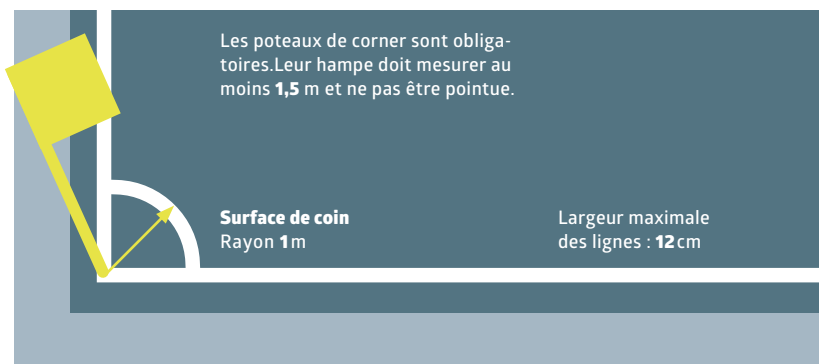 Les poteaux de corner sont obliga-
toires.Leur hampe doit mesurer au
moins 1,5 m et ne pas être pointue.
Surface de coin
Rayon 1 m
Largeur maximale
des lignes : 12 cm